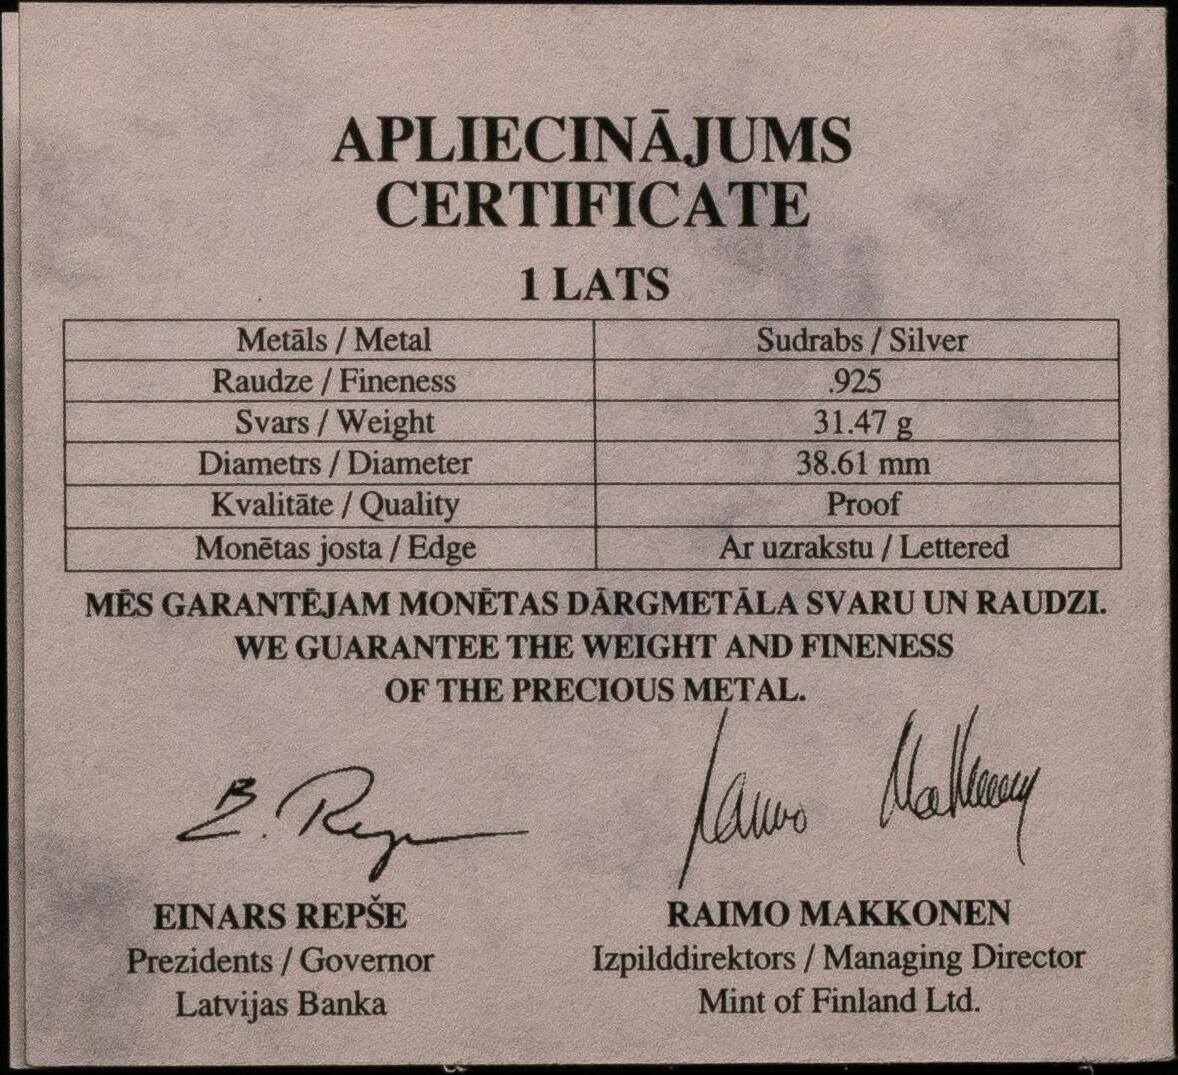 APLIECINĀJUMS
CERTIFICATE
1 LATS
Metāls / Metal Sudrabs / Silver
Raudze / Fineness .925
Svars / Weight 31.47 g
Diametrs / Diameter 38.61 mm
Kvalitāte / Quality Proof
Monētas josta / Edge Ar uzrakstu / Lettered
MĒS GARANTĒJAM MONĒTAS DĀRGMETĀLA SVARU UN RAUDZI.
WE GUARANTEE THE WEIGHT AND FINENESS
OF THE PRECIOUS METAL.
E. Repše Raimo Makkonen
EINARS REPŠE RAIMO MAKKONEN
Prezidents / Governor Izpilddirektors / Managing Director
Latvijas Banka Mint of Finland Ltd.